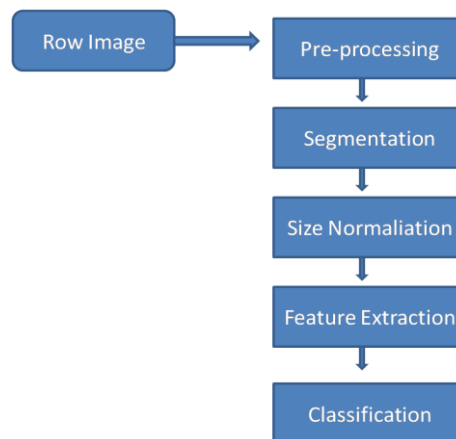 Row Image
Pre-processing
Segmentation
Size Normaliation
Feature Extraction
Classification